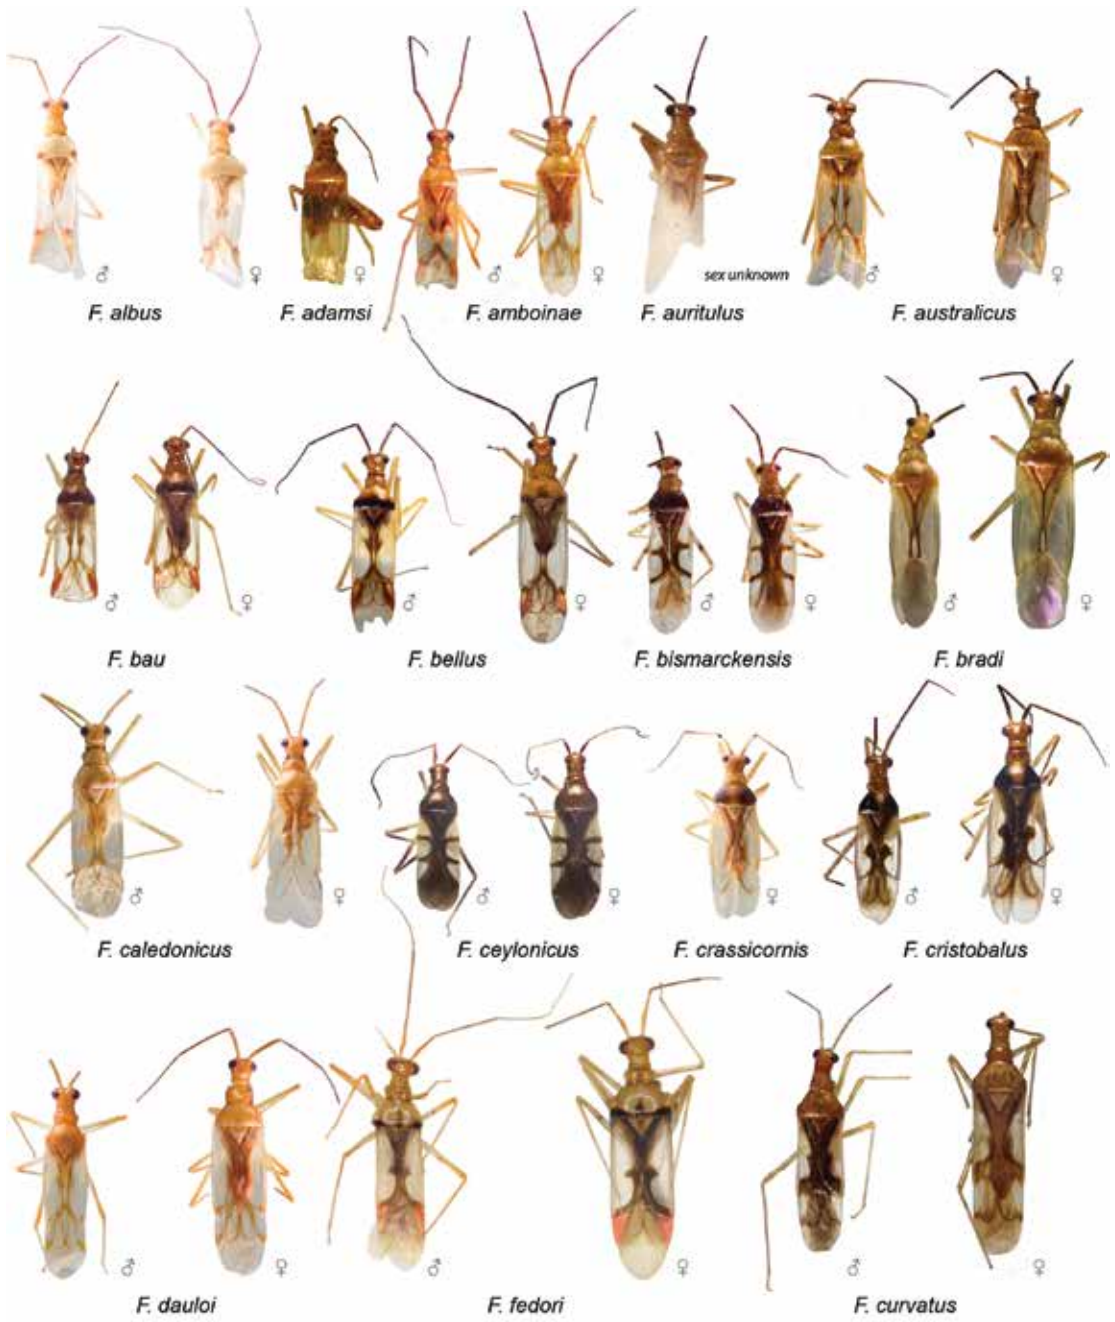 ♂ ♀ ♀ ♂ ♀ sex unknown ♂ ♀
F. albus F. adamsi F. amboinae F. auritulus F. australicus
♂ ♀ ♂ ♀ ♂ ♀ ♂ ♀
F. bau F. bellus F. bismarckensis F. bradi
♂ ♀ ♂ ♀ ♀ ♂ ♀
F. caledonicus F. ceylonicus F. crassicornis F. cristobalus
♂ ♀ ♂ ♀ ♂ ♀
F. dauloi F. fedori F. curvatus